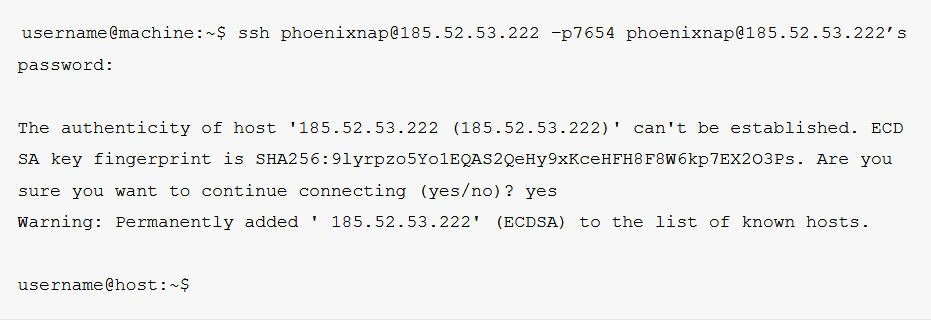 username@machine:~$ ssh phoenixnap@185.52.53.222 –p7654 phoenixnap@185.52.53.222’s
password:
The authenticity of host '185.52.53.222 (185.52.53.222)' can't be established. ECD
SA key fingerprint is SHA256:9lyrpzo5Yo1EQAS2QeHy9xKceHFH8F8W6kp7EX2O3Ps. Are you
sure you want to continue connecting (yes/no)? yes
Warning: Permanently added ' 185.52.53.222' (ECDSA) to the list of known hosts.
username@host:~$